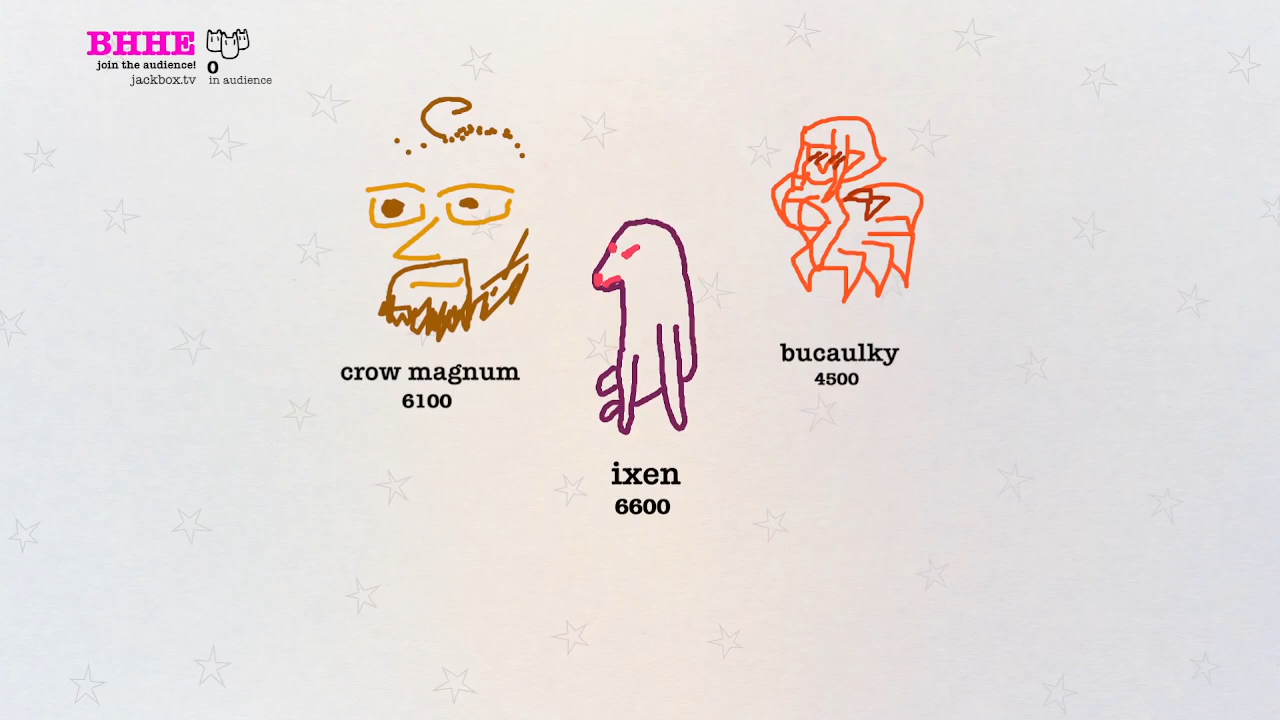 BHHE
join the audience!
jackbox.tv
0
in audience
crow magnum
6100
ixen
6600
bucaulky
4500